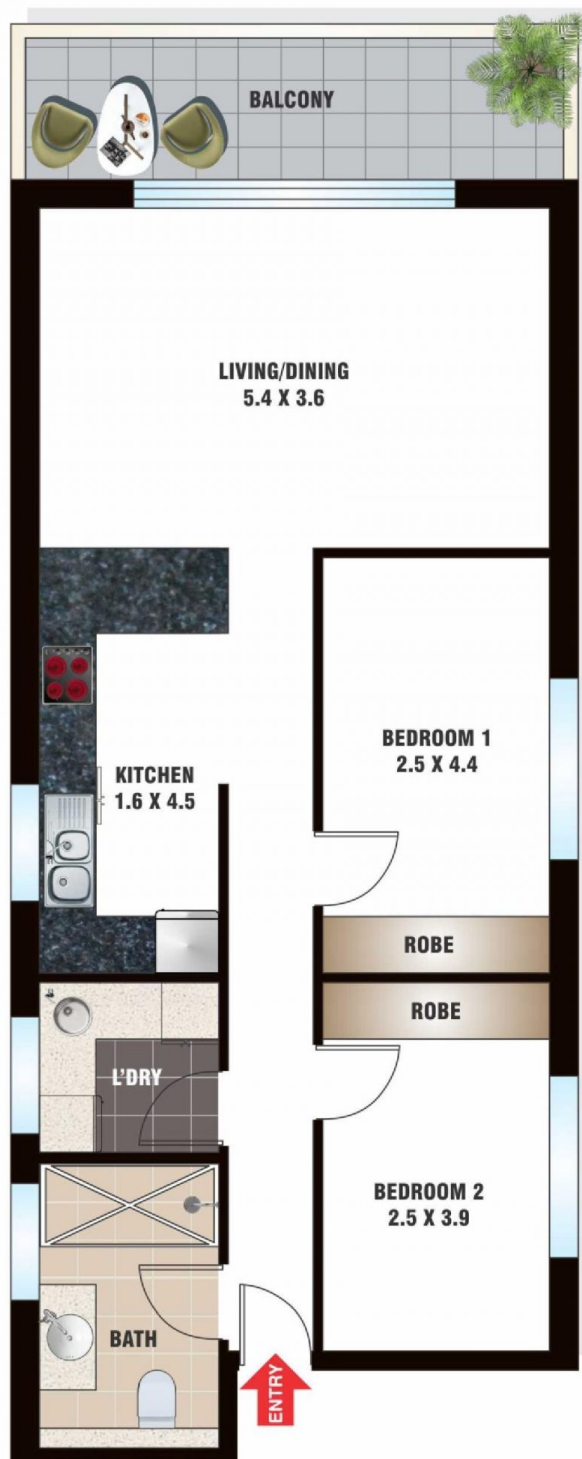 BALCONY
LIVING/DINING
5.4 X 3.6
BEDROOM 1
2.5 X 4.4
KITCHEN
1.6 X 4.5
ROBE
ROBE
L'DRY
BEDROOM 2
2.5 X 3.9
BATH
ENTRY